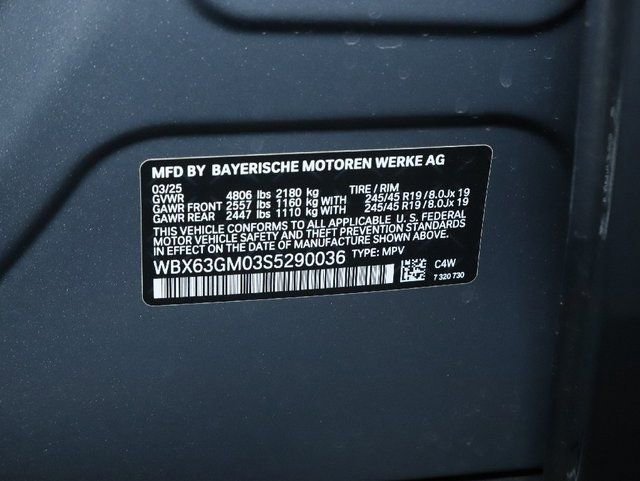 MFD BY BAYERISCHE MOTOREN WERKE AG
03/25 TIRE / RIM
GVWR 4806 lbs 2180 kg
GAWR FRONT 2557 lbs 1160 kg WITH 245/45 R19 / 8.0Jx 19
GAWR REAR 2447 lbs 1110 kg WITH 245/45 R19 / 8.0Jx 19
THIS VEHICLE CONFORMS TO ALL APPLICABLE U. S. FEDERAL
MOTOR VEHICLE SAFETY, BUMPER, AND THEFT PREVENTION STANDARDS
IN EFFECT ON THE DATE OF MANUFACTURE SHOWN ABOVE.
WBX63GM03S5290036 TYPE: MPV
C4W
7 320 730